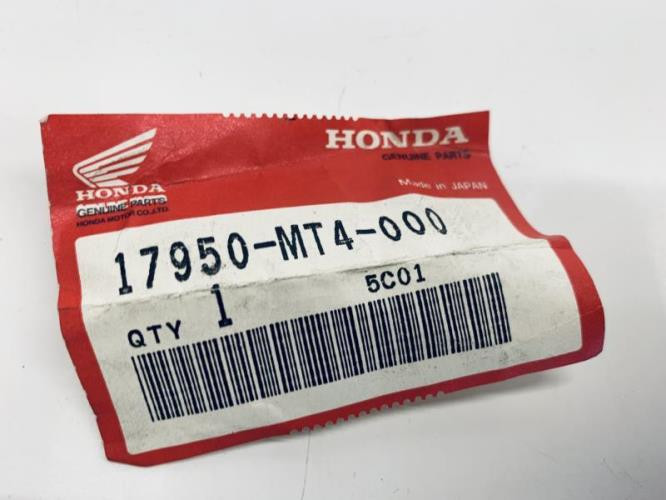 HONDA
GENUINE PARTS
HONDA MOTOR CO.,LTD.
HONDA
GENUINE PARTS
Made in JAPAN
17950-MT4-000
QTY 1 5C01